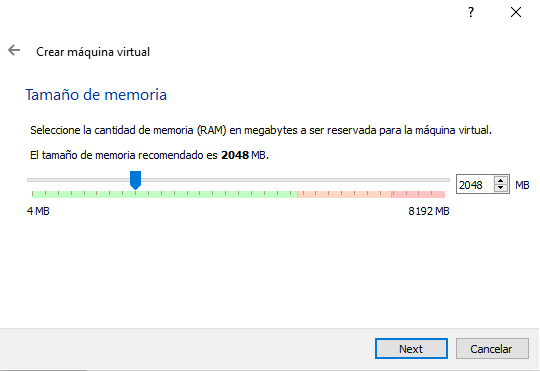 ?
Crear máquina virtual
Tamaño de memoria
Seleccione la cantidad de memoria (RAM) en megabytes a ser reservada para la máquina virtual.
El tamaño de memoria recomendado es 2048 MB.
2048 MB
4 MB 8192 MB
Next Cancelar